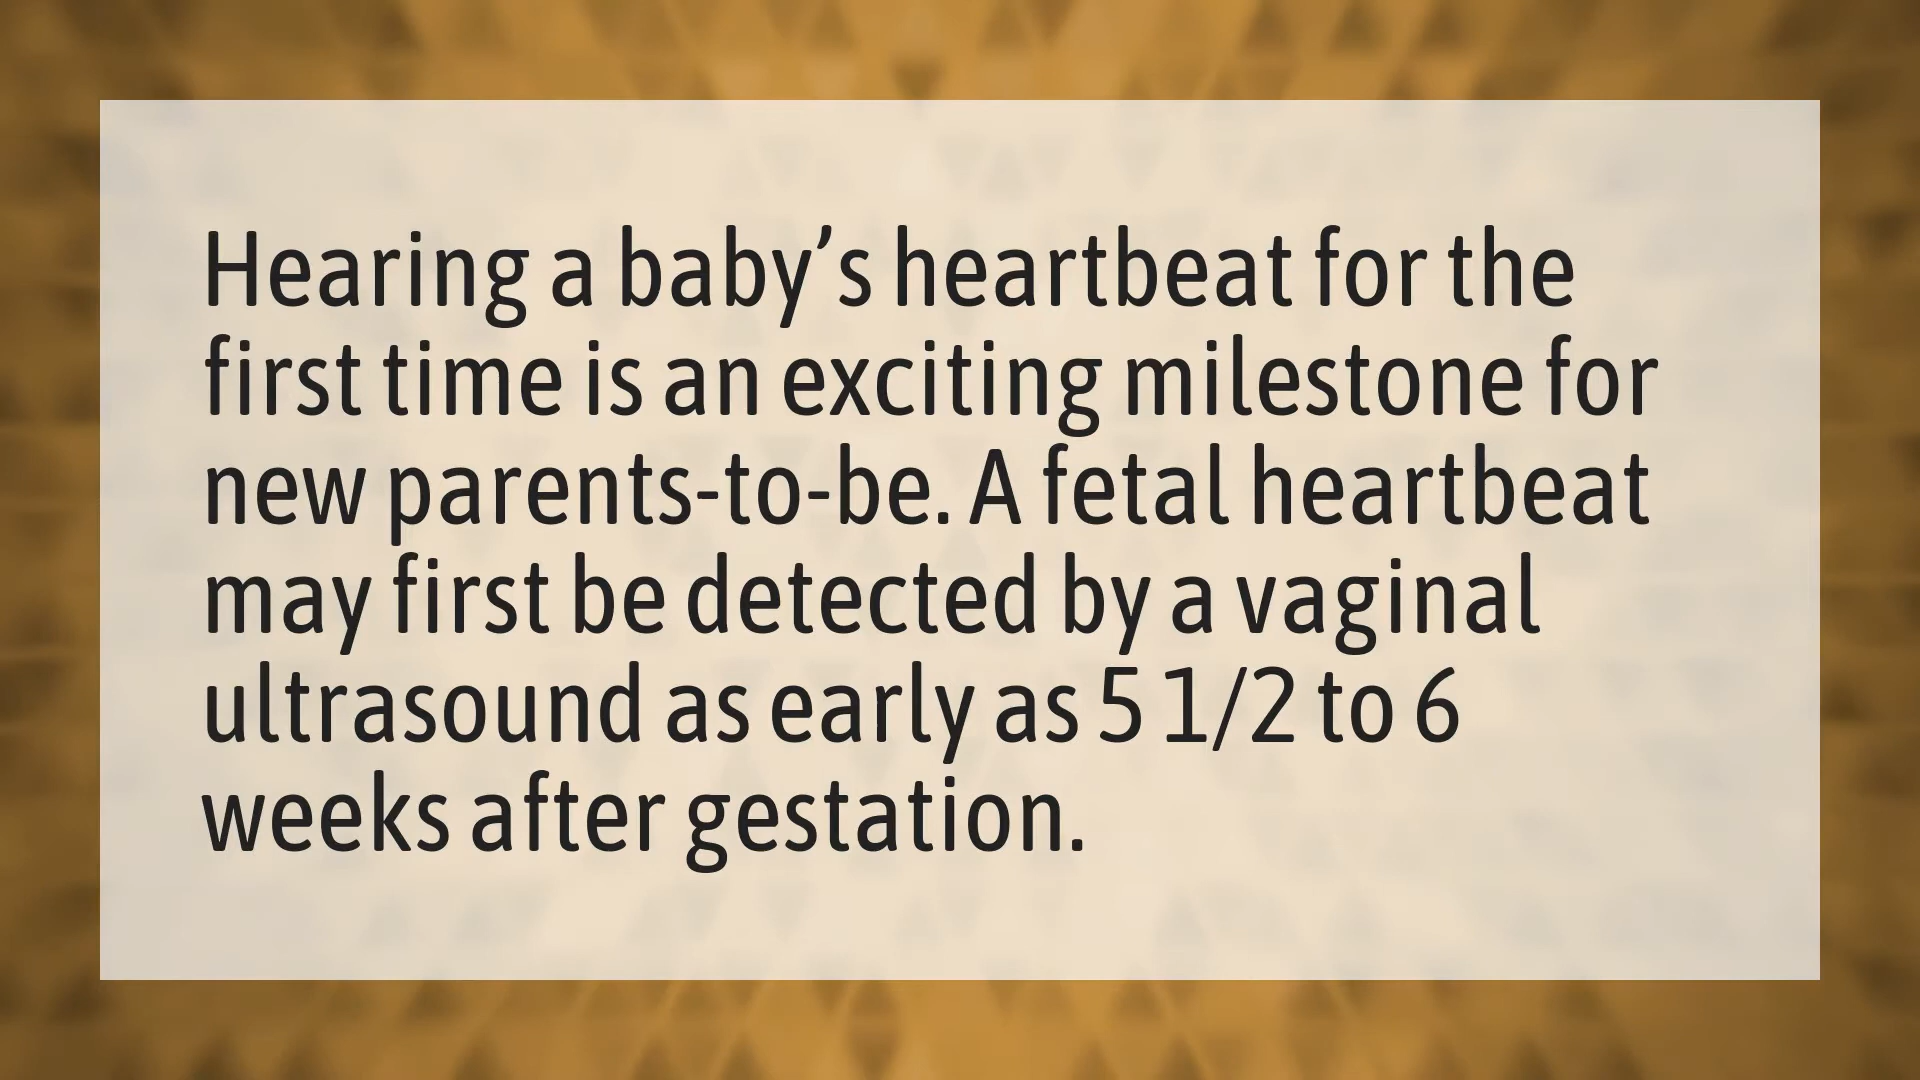 Hearing a baby’s heartbeat for the
first time is an exciting milestone for
new parents-to-be. A fetal heartbeat
may first be detected by a vaginal
ultrasound as early as 5 1/2 to 6
weeks after gestation.